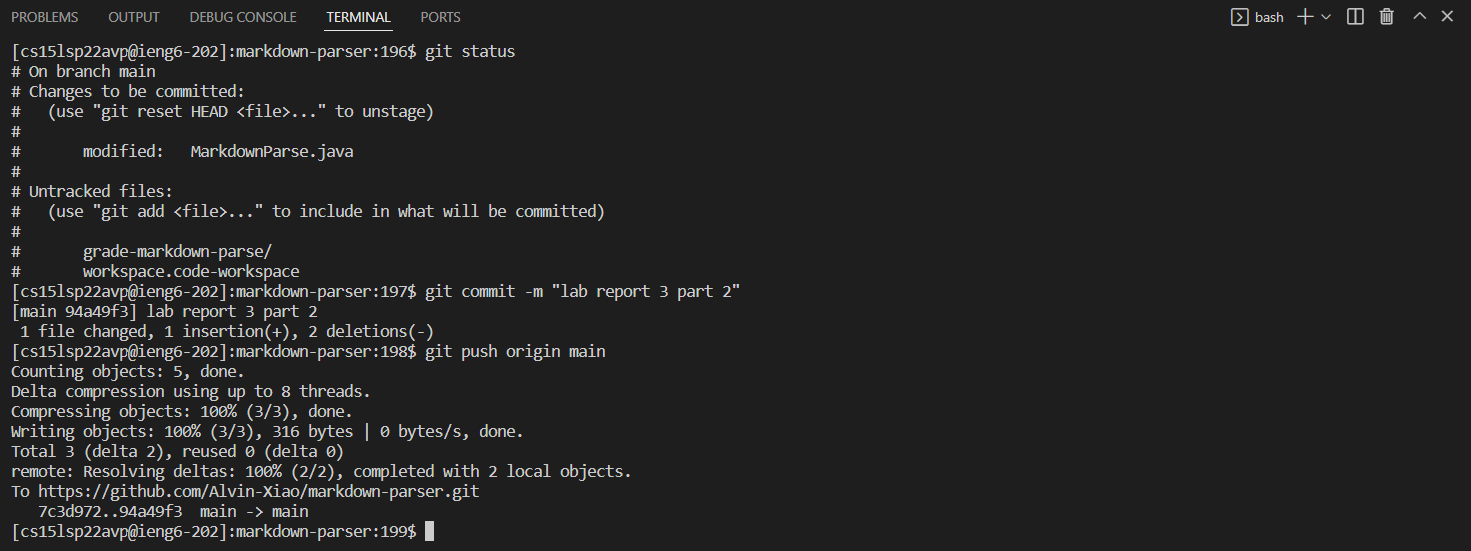 PROBLEMS OUTPUT DEBUG CONSOLE TERMINAL PORTS bash
[cs15lsp22avp@ieng6-202]:markdown-parser:196$ git status
# On branch main
# Changes to be committed:
#   (use "git reset HEAD <file>..." to unstage)
#
#       modified:   MarkdownParse.java
#
# Untracked files:
#   (use "git add <file>..." to include in what will be committed)
#
#       grade-markdown-parse/
#       workspace.code-workspace
[cs15lsp22avp@ieng6-202]:markdown-parser:197$ git commit -m "lab report 3 part 2"
[main 94a49f3] lab report 3 part 2
 1 file changed, 1 insertion(+), 2 deletions(-)
[cs15lsp22avp@ieng6-202]:markdown-parser:198$ git push origin main
Counting objects: 5, done.
Delta compression using up to 8 threads.
Compressing objects: 100% (3/3), done.
Writing objects: 100% (3/3), 316 bytes | 0 bytes/s, done.
Total 3 (delta 2), reused 0 (delta 0)
remote: Resolving deltas: 100% (2/2), completed with 2 local objects.
To https://github.com/Alvin-Xiao/markdown-parser.git
   7c3d972..94a49f3  main -> main
[cs15lsp22avp@ieng6-202]:markdown-parser:199$